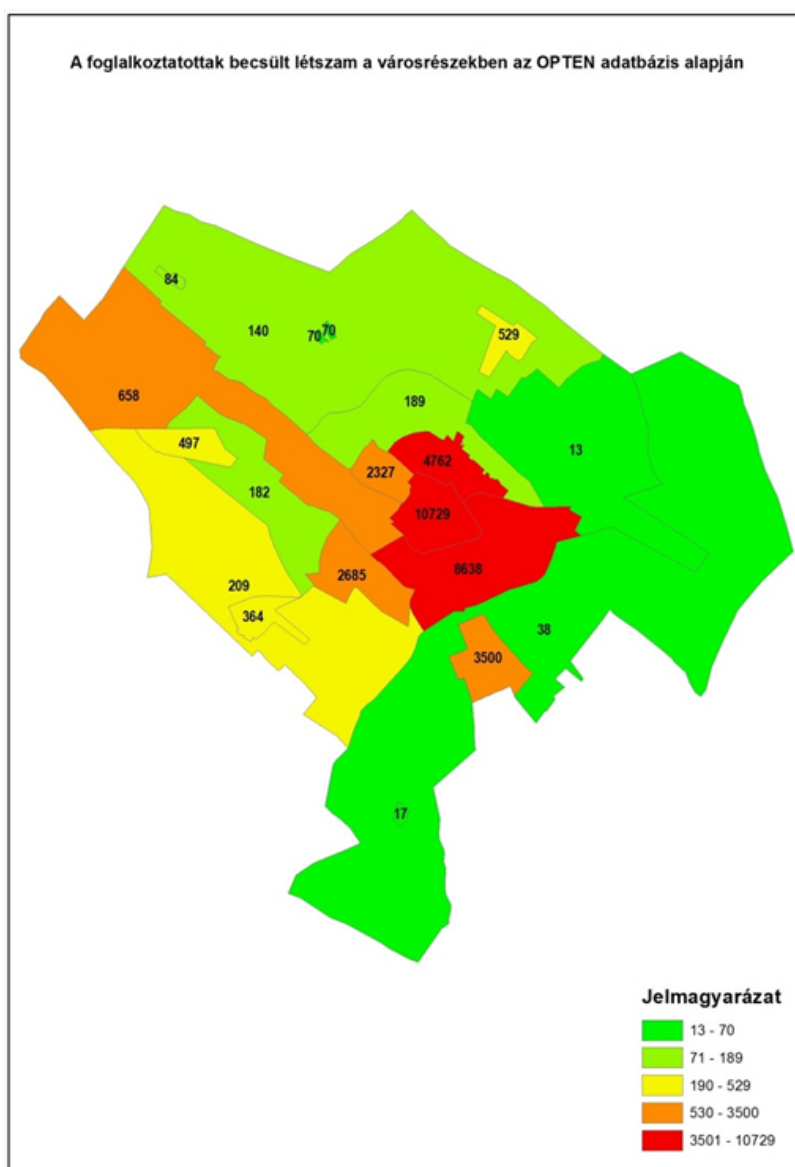 A foglalkoztatottak becsült létszam a városrészekben az OPTEN adatbázis alapján
84
140
70
70
529
658
189
13
497
4762
2327
182
10729
8638
2685
209
364
38
3500
17
Jelmagyarázat
13 - 70
71 - 189
190 - 529
530 - 3500
3501 - 10729